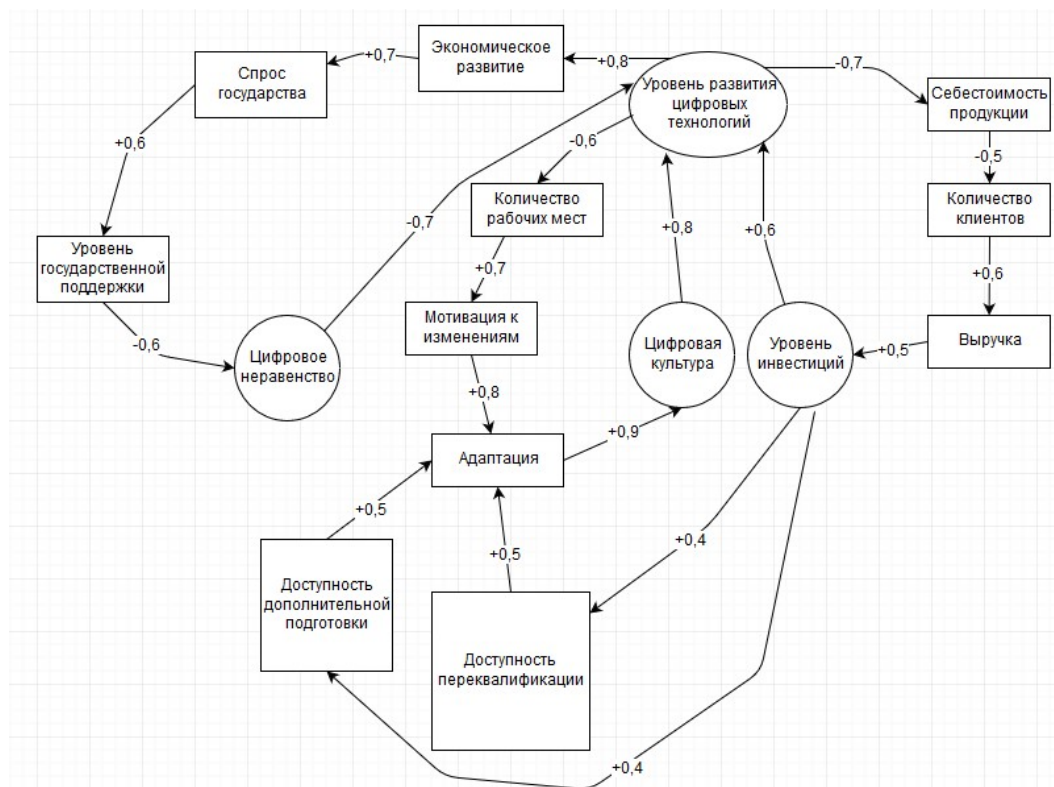 Экономическое
развитие
+0,7
+0,8
Уровень развития
цифровых
технологий
-0,7
Спрос
государства
Себестоимость
продукции
+0,6
-0,6
-0,5
Количество
рабочих мест
Количество
клиентов
-0,7
+0,8
+0,6
Уровень
государственной
поддержки
+0,7
+0,6
Мотивация к
изменениям
-0,6
Цифровое
неравенство
Цифровая
культура
Уровень
инвестиций
+0,5
Выручка
+0,8
+0,9
Адаптация
+0,5
+0,5
+0,4
Доступность
дополнительной
подготовки
Доступность
переквалификации
+0,4